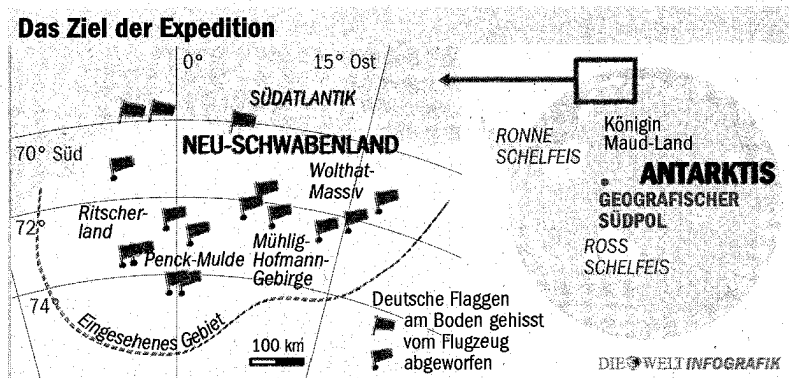 Das Ziel der Expedition
0°
15° Ost
SÜDATLANTIK
70° Süd
NEU-SCHWABENLAND
Wolthat-
Massiv
Ritscher-
land
72°
Penck-Mulde
Mühlig-
Hofmann-
Gebirge
74°
Eingesehenes Gebiet
100 km
Deutsche Flaggen
am Boden gehisst
vom Flugzeug
abgeworfen
RONNE
SCHELFEIS
Königin
Maud-Land
ANTARKTIS
GEOGRAFISCHER
SÜDPOL
ROSS
SCHELFEIS
DIE WELT INFOGRAFIK